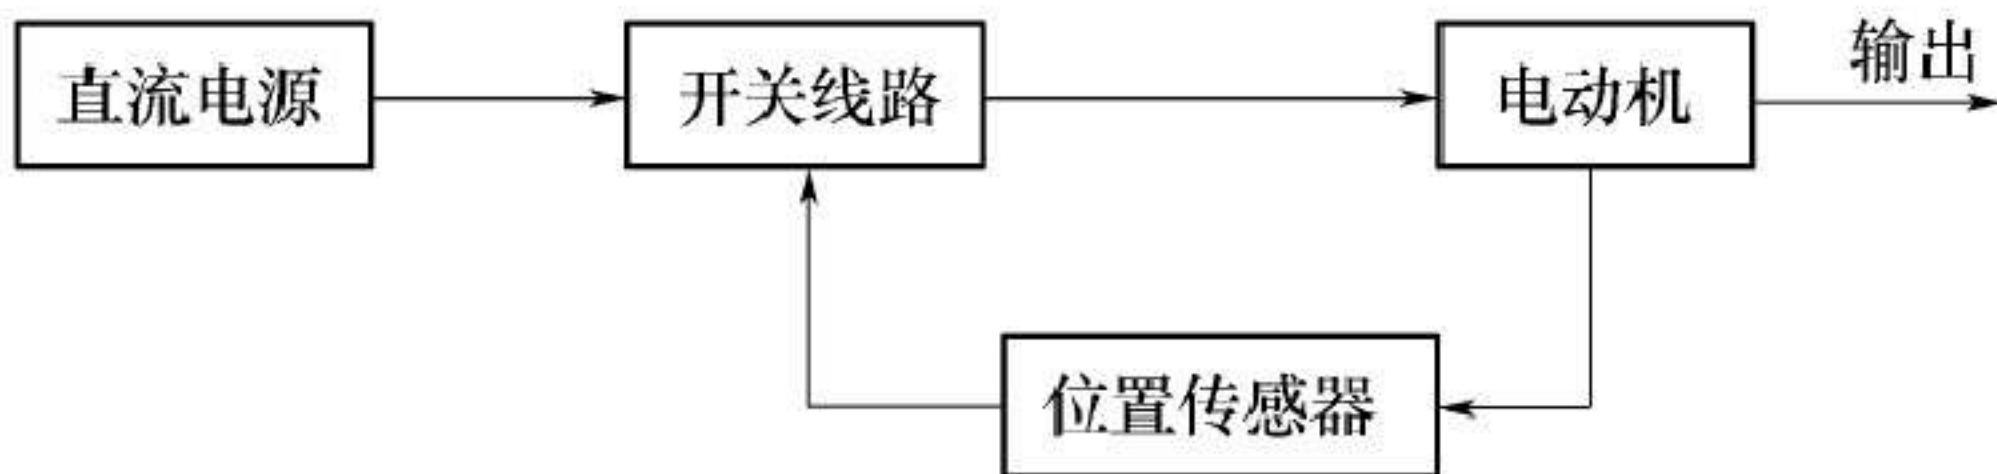 直流电源
开关线路
电动机
输出
位置传感器